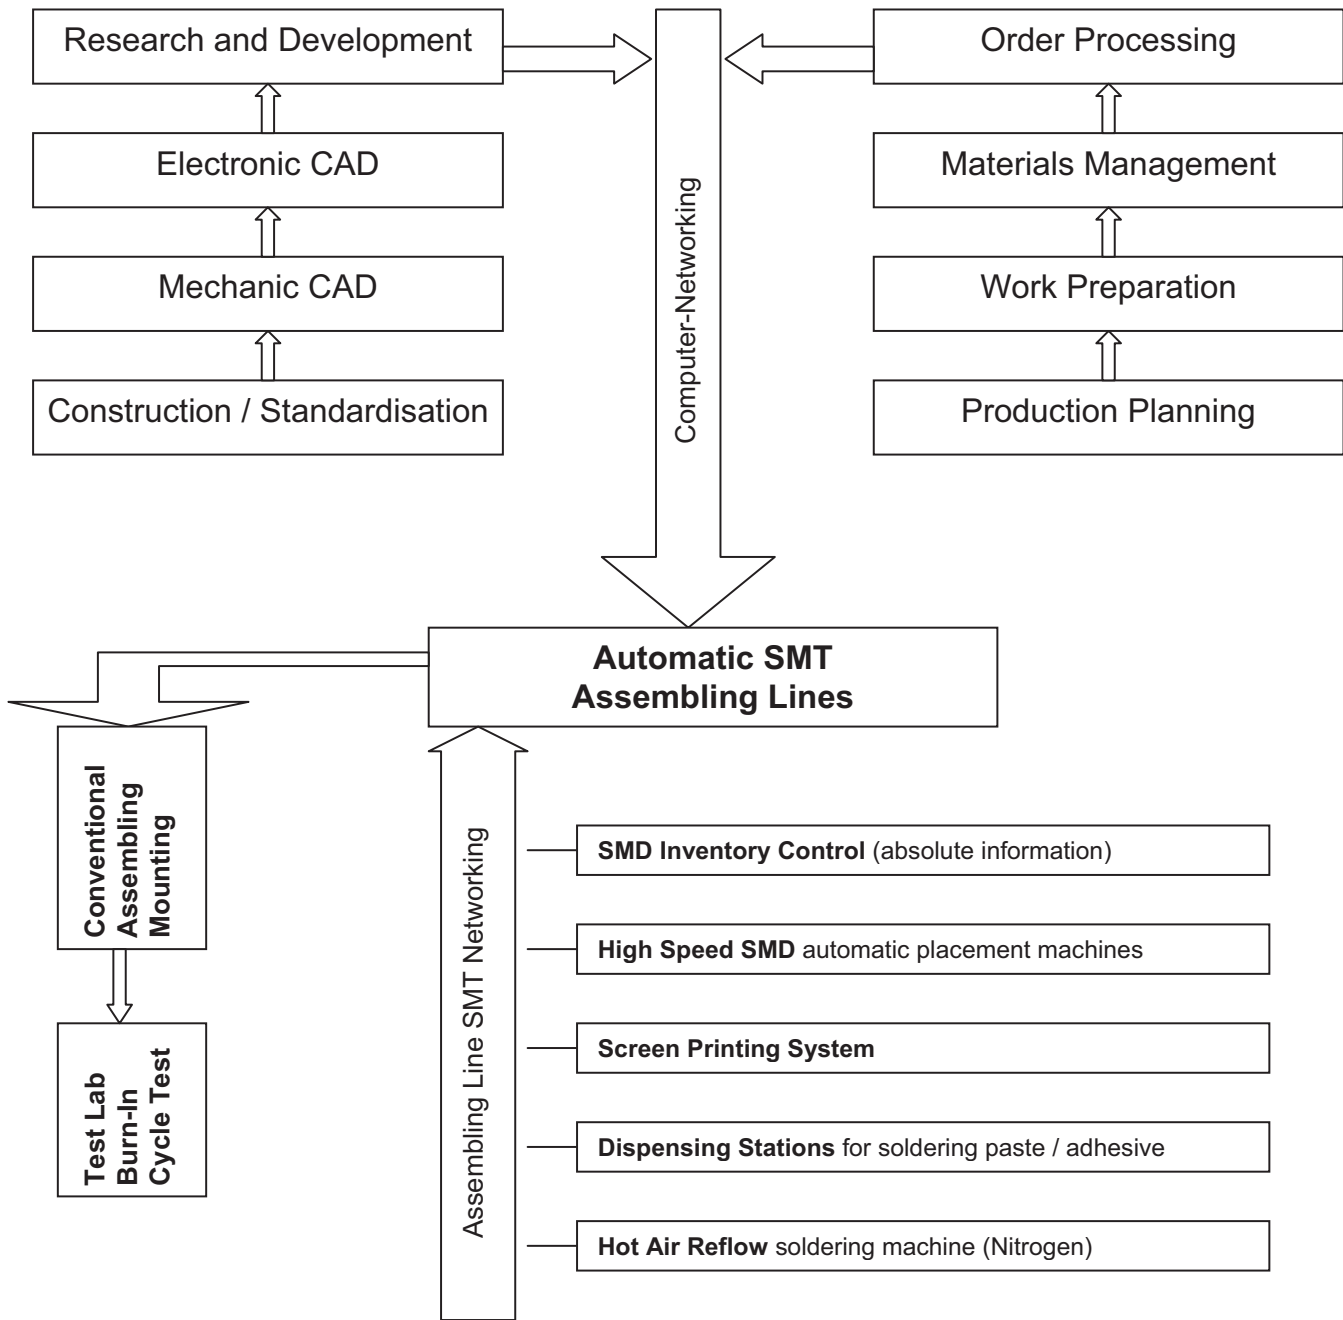 Research and Development
Electronic CAD
Mechanic CAD
Construction / Standardisation
Computer-Networking
Order Processing
Materials Management
Work Preparation
Production Planning
Automatic SMT
Assembling Lines
Conventional
Assembling
Mounting
Test Lab
Burn-In
Cycle Test
Assembling Line SMT Networking
SMD Inventory Control (absolute information)
High Speed SMD automatic placement machines
Screen Printing System
Dispensing Stations for soldering paste / adhesive
Hot Air Reflow soldering machine (Nitrogen)